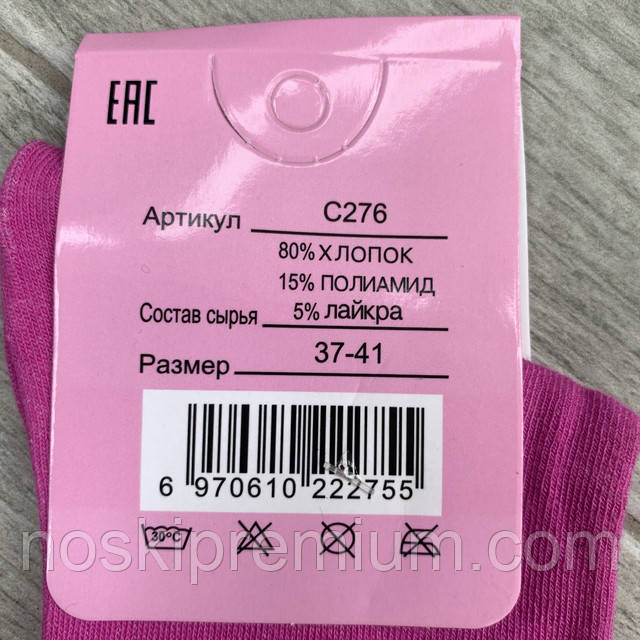 EAC
Артикул C276
80% ХЛОПОК
15% ПОЛИАМИД
Состав сырья 5% лайкра
Размер 37-41
6 970610 222755
30°C
noskipremium.com